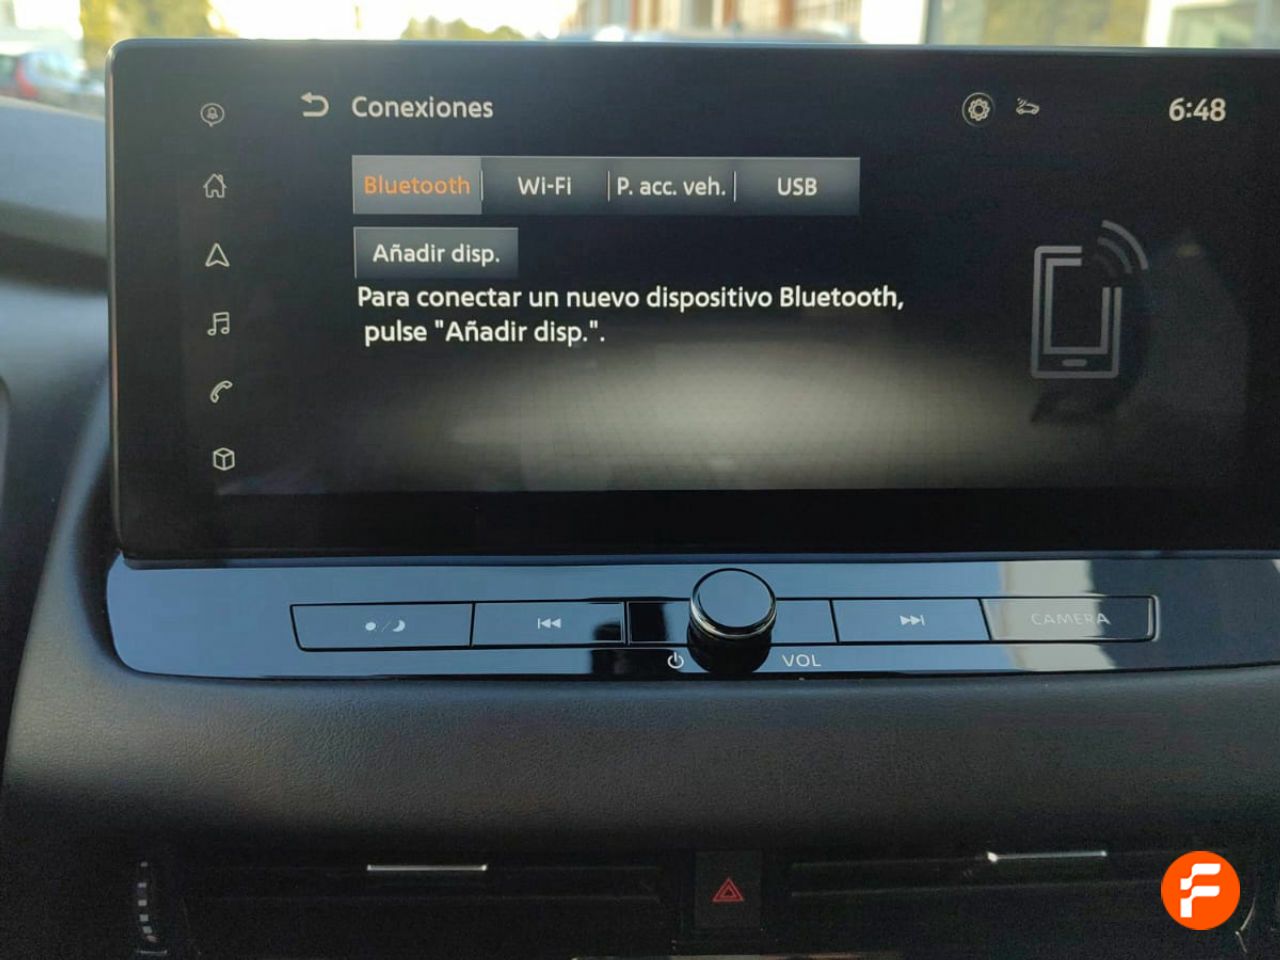 Conexiones
6:48
Bluetooth
Wi-Fi
P. acc. veh.
USB
Añadir disp.
Para conectar un nuevo dispositivo Bluetooth,
pulse "Añadir disp.".
VOL
CAMERA